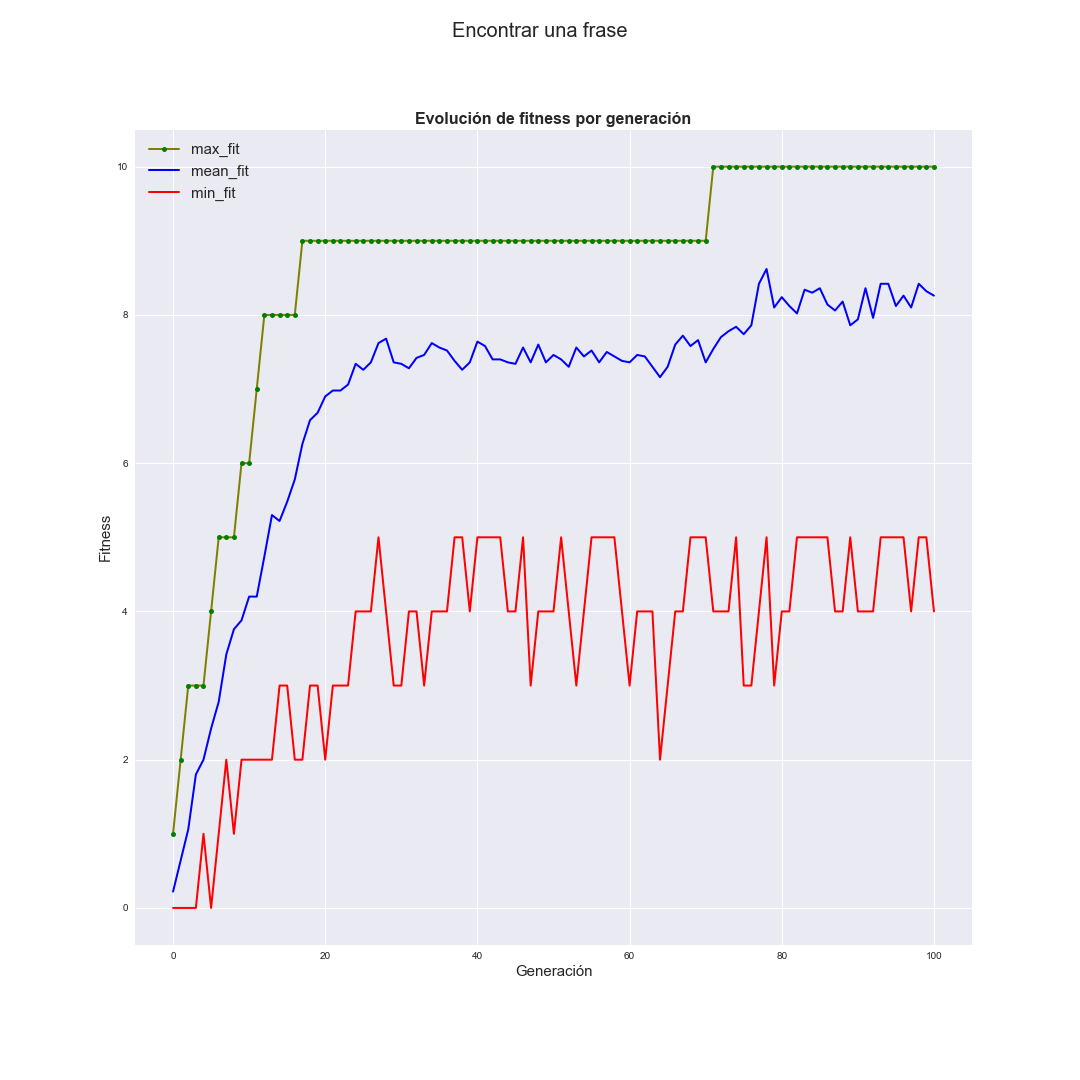 Encontrar una frase
Evolución de fitness por generación
max_fit
mean_fit
min_fit
10
8
6
4
2
0
Fitness
0 20 40 60 80 100
Generación